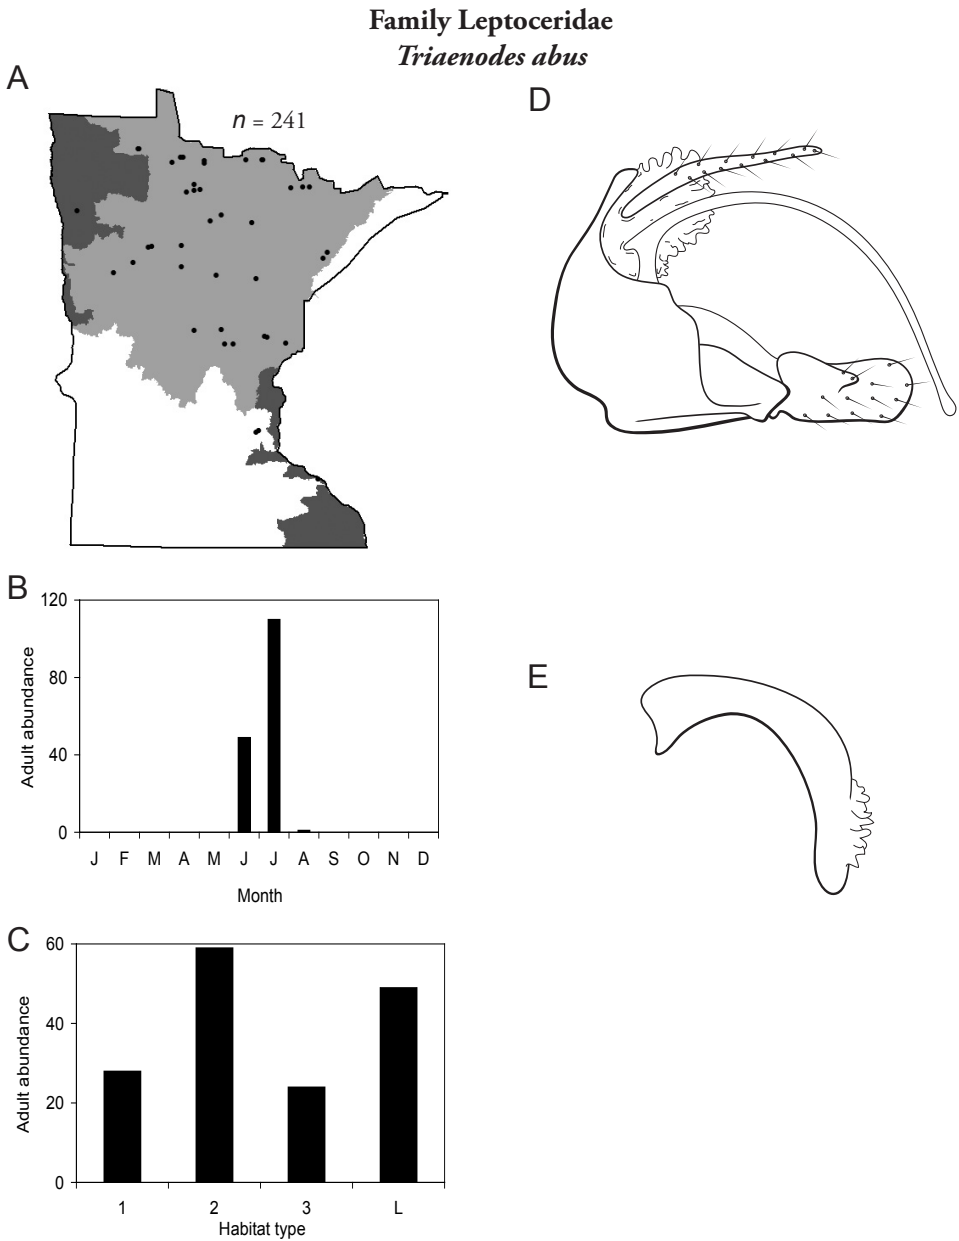 Family Leptoceridae
Triaenodes abus
A
n = 241
D
B
120
80
40
0
Adult abundance
J F M A M J J A S O N D
Month
E
C
60
40
20
0
Adult abundance
1 2 3 L
Habitat type